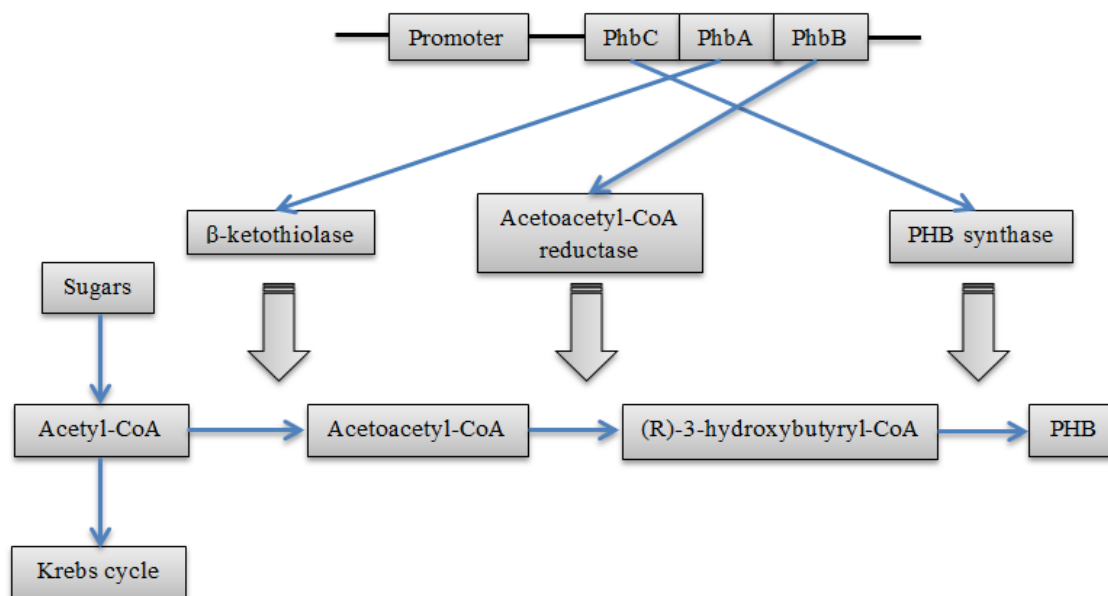 Promoter
PhbC
PhbA
PhbB
β-ketothiolase
Acetoacetyl-CoA
reductase
PHB synthase
Sugars
Acetyl-CoA
Acetoacetyl-CoA
(R)-3-hydroxybutyryl-CoA
PHB
Krebs cycle